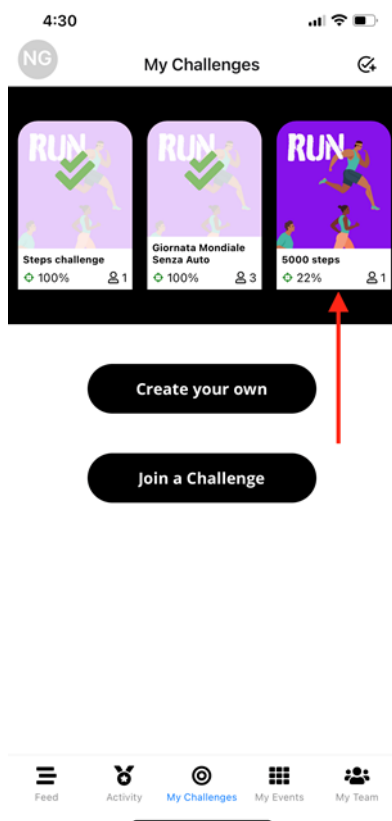 4:30
NG
My Challenges
RUN
RUN
RUN
Steps challenge
100%
1
Giornata Mondiale
Senza Auto
100%
3
5000 steps
22%
1
Create your own
Join a Challenge
Feed
Activity
My Challenges
My Events
My Team